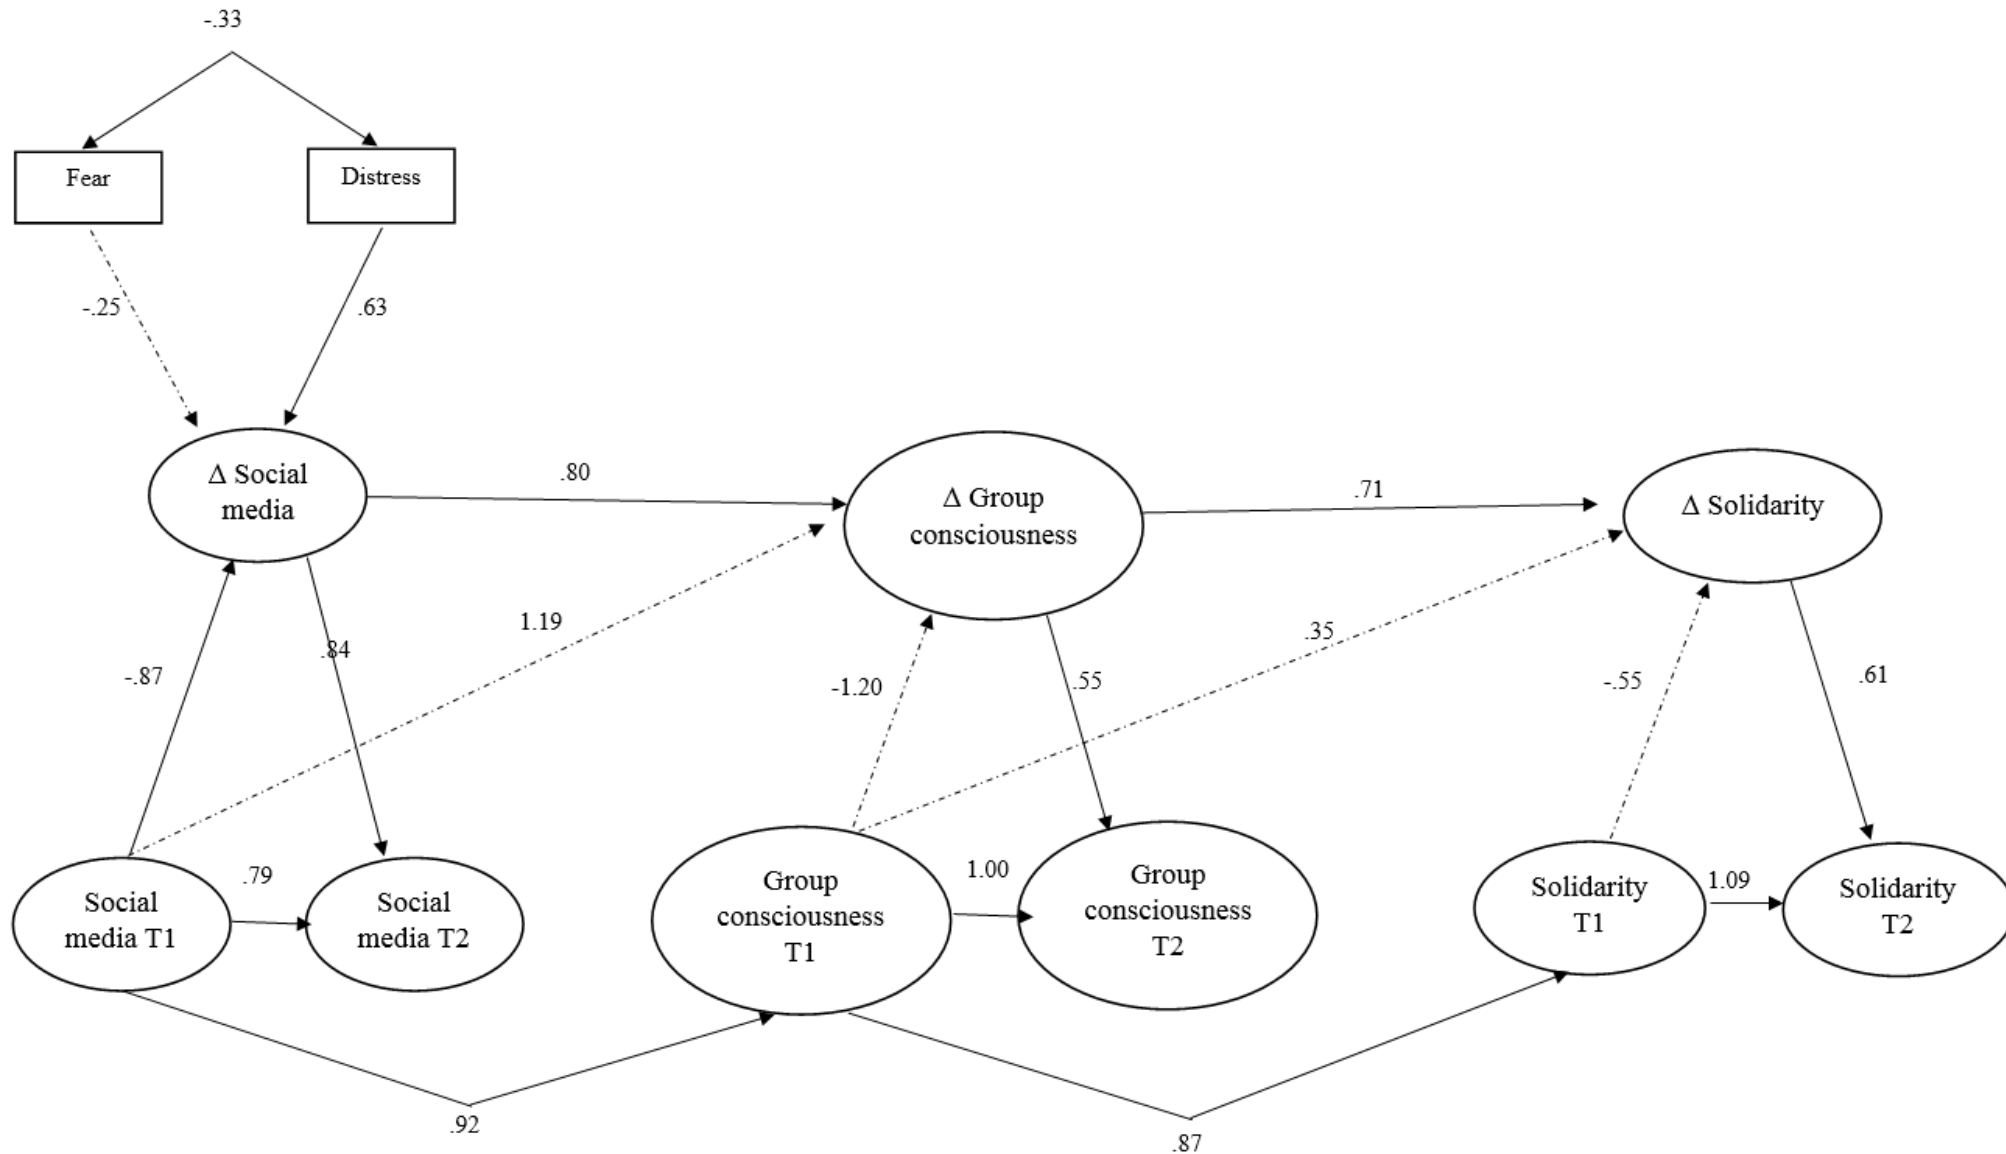 -.33
Fear
Distress
-.25
.63
Δ Social
media
.80
Δ Group
consciousness
.71
Δ Solidarity
-.87
.84
1.19
-1.20
.55
.35
-.55
.61
Social
media T1
.79
Social
media T2
Group
consciousness
T1
1.00
Group
consciousness
T2
Solidarity
T1
1.09
Solidarity
T2
.92
.87